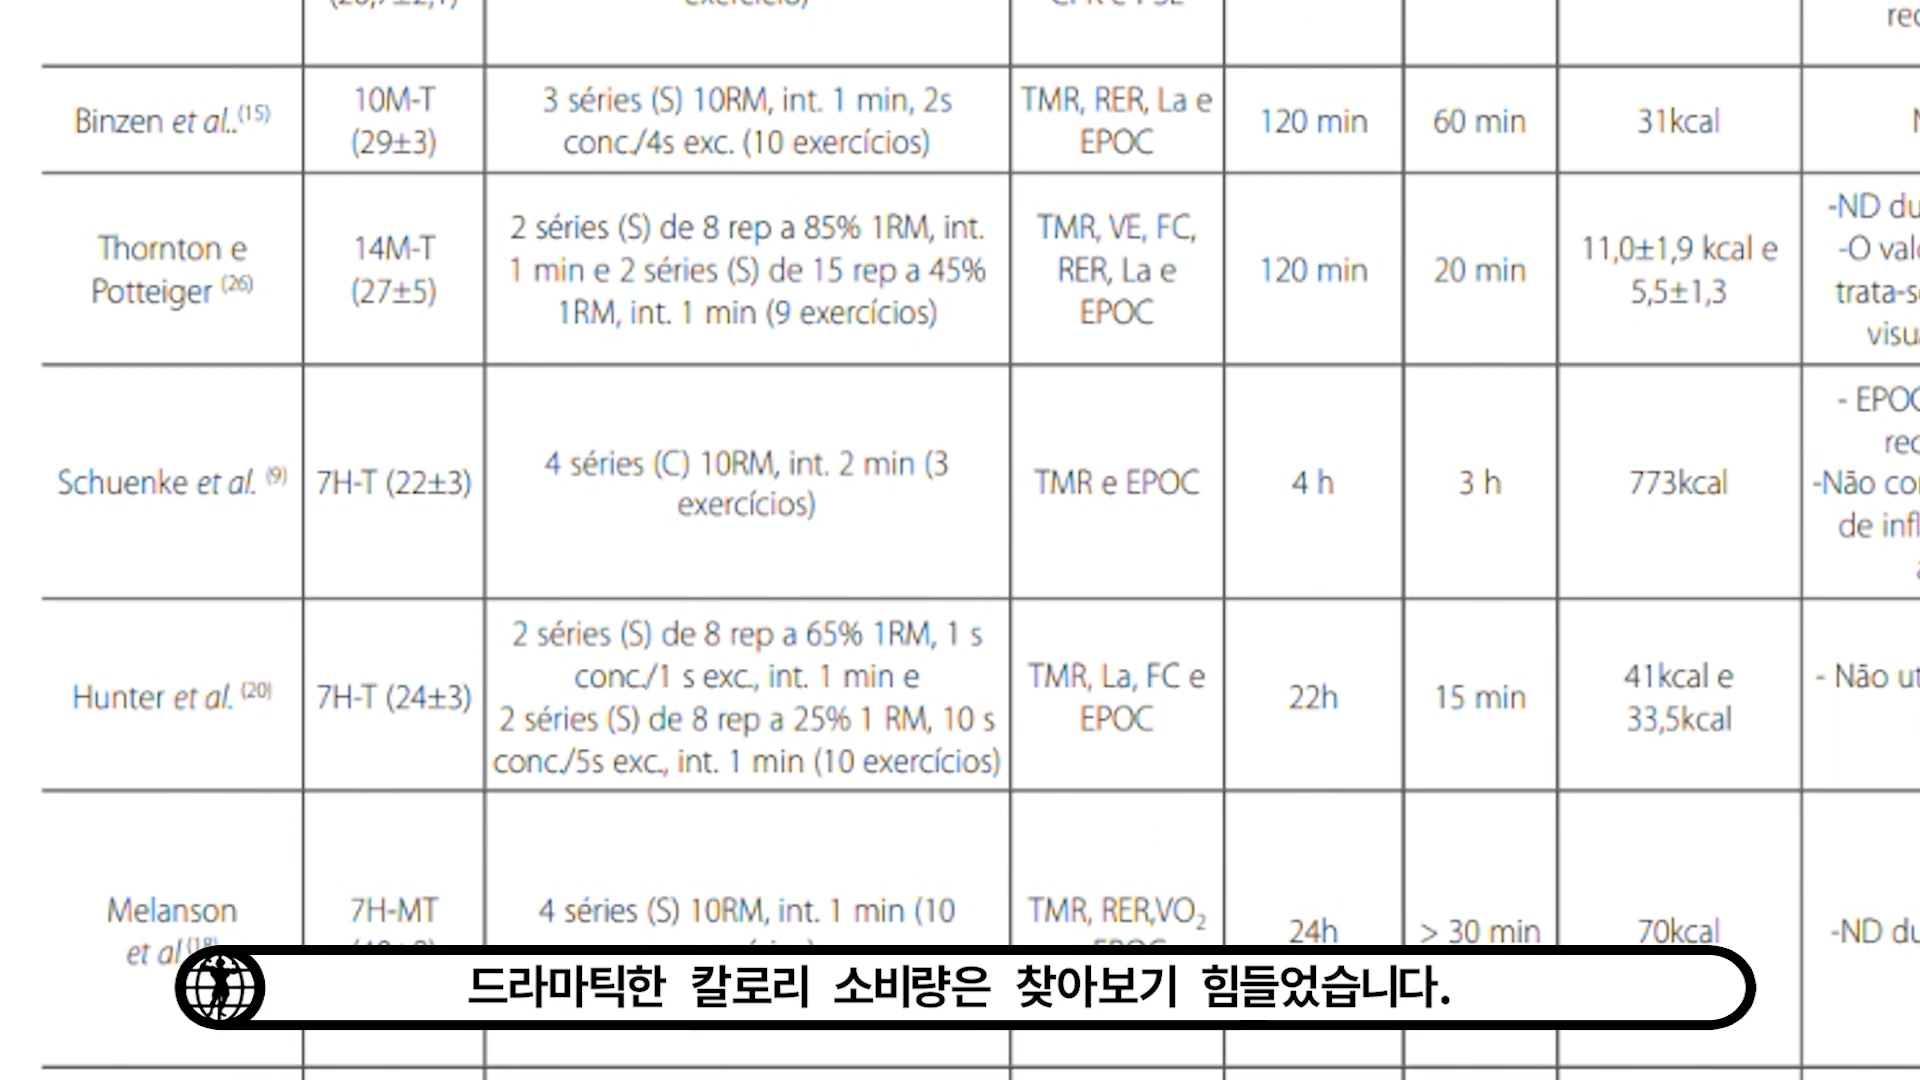 rec
Binzen et al..(15)
10M-T
(29±3)
3 séries (S) 10RM, int. 1 min, 2s
conc./4s exc. (10 exercícios)
TMR, RER, La e
EPOC
120 min
60 min
31kcal
Thornton e
Potteiger (26)
14M-T
(27±5)
2 séries (S) de 8 rep a 85% 1RM, int.
1 min e 2 séries (S) de 15 rep a 45%
1RM, int. 1 min (9 exercícios)
TMR, VE, FC,
RER, La e
EPOC
120 min
20 min
11,0±1,9 kcal e
5,5±1,3
-ND du
-O valo
trata-s
visu
Schuenke et al. (9)
7H-T (22±3)
4 séries (C) 10RM, int. 2 min (3
exercícios)
TMR e EPOC
4 h
3 h
773kcal
- EPOC
rec
-Não co
de infl
Hunter et al. (20)
7H-T (24±3)
2 séries (S) de 8 rep a 65% 1RM, 1 s
conc./1 s exc., int. 1 min e
2 séries (S) de 8 rep a 25% 1 RM, 10 s
conc./5s exc., int. 1 min (10 exercícios)
TMR, La, FC e
EPOC
22h
15 min
41kcal e
33,5kcal
- Não ut
Melanson
et al
7H-MT
4 séries (S) 10RM, int. 1 min (10
TMR, RER,VO2
24h
> 30 min
70kcal
-ND du
드라마틱한 칼로리 소비량은 찾아보기 힘들었습니다.